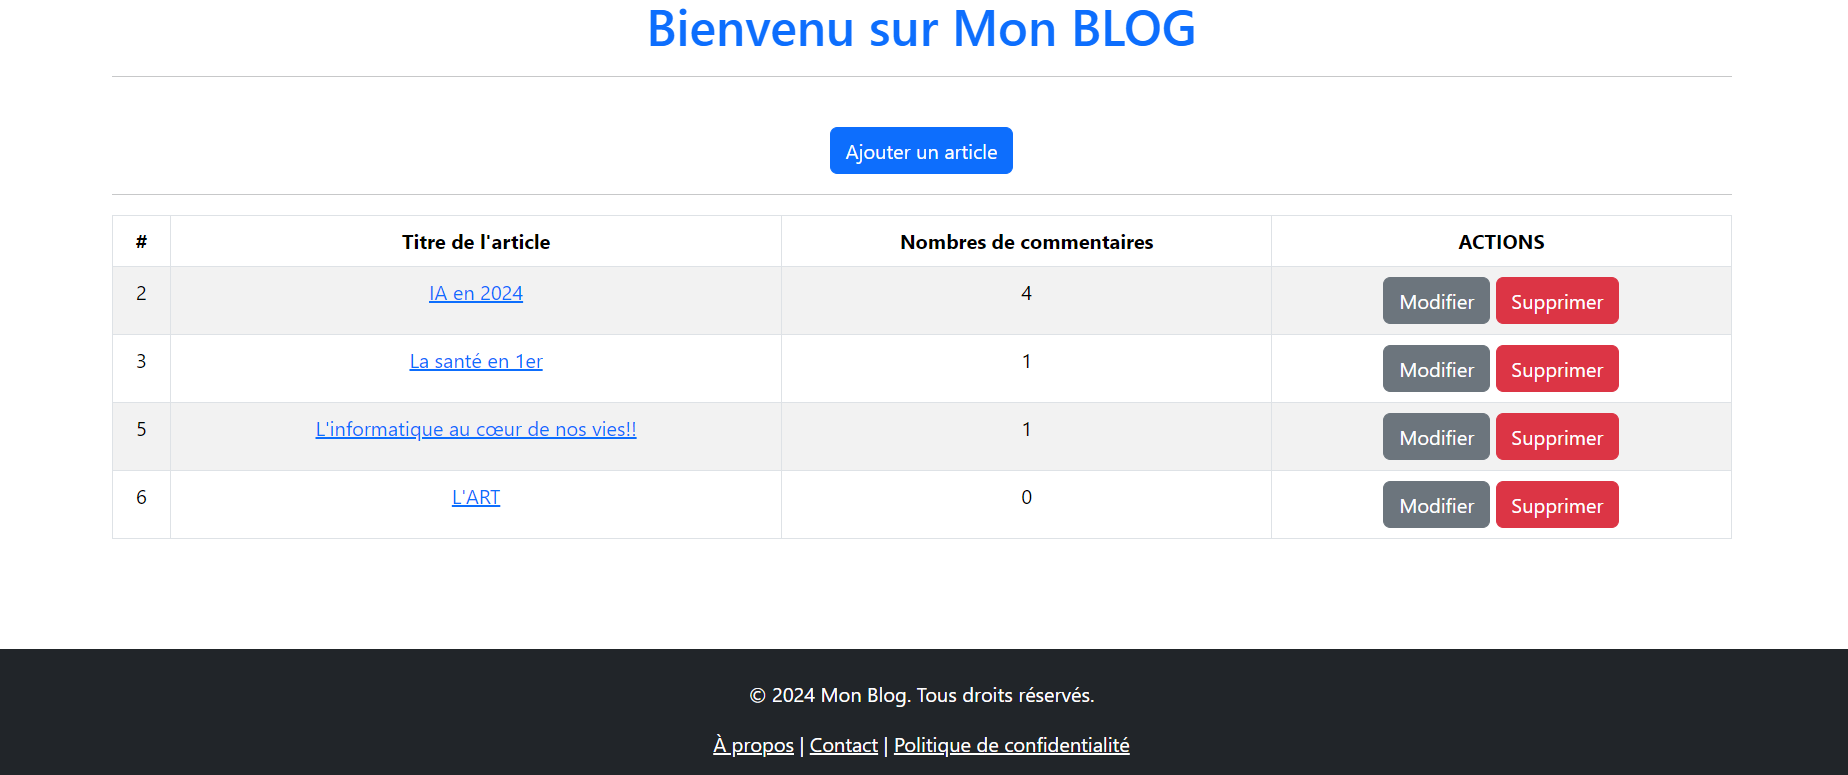 Bienvenu sur Mon BLOG
Ajouter un article
# Titre de l'article Nombres de commentaires ACTIONS
2 IA en 2024 4 Modifier Supprimer
3 La santé en 1er 1 Modifier Supprimer
5 L'informatique au cœur de nos vies!! 1 Modifier Supprimer
6 L'ART 0 Modifier Supprimer
© 2024 Mon Blog. Tous droits réservés.
À propos | Contact | Politique de confidentialité